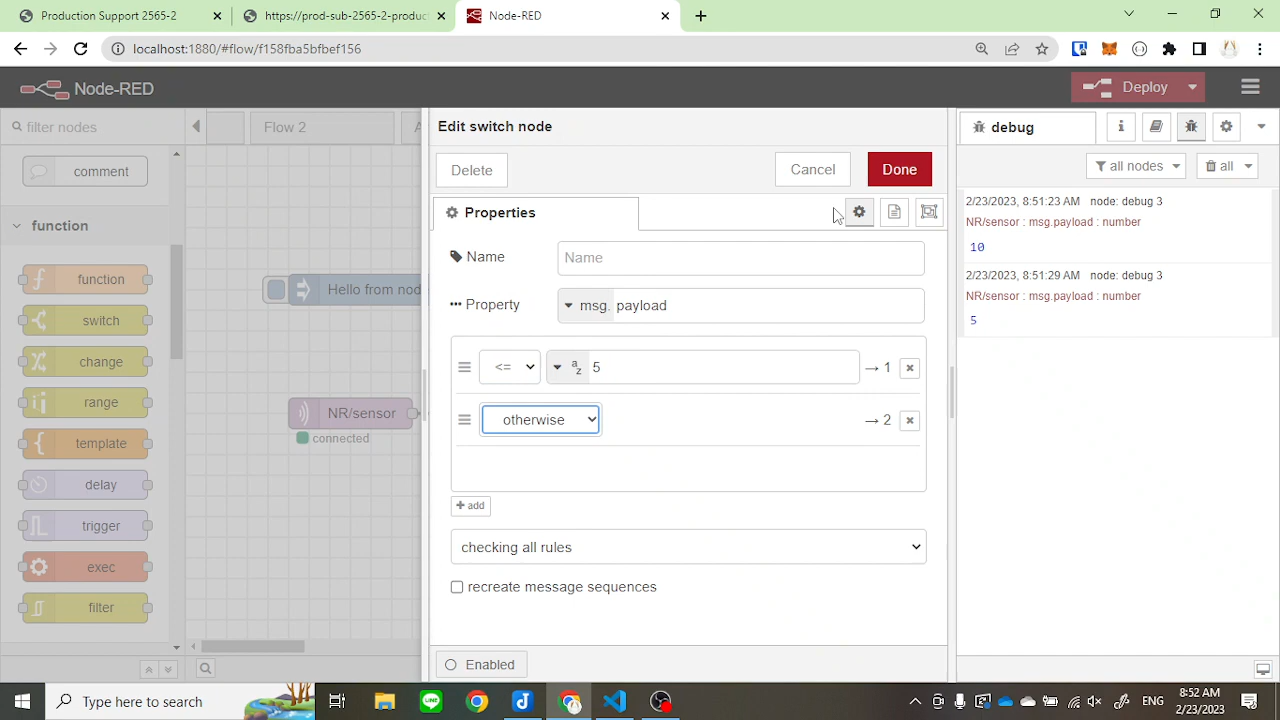 Production Support 2565-2
https://prod-sub-2565-2-product
Node-RED
localhost:1880/#flow/f158fba5bfbef156
Node-RED
Deploy
filter nodes
Flow 2
A
Edit switch node
debug
Delete
Cancel
Done
all nodes
all
comment
Properties
function
Name
Name
Property
msg. payload
function
switch
change
range
template
delay
trigger
exec
filter
Hello from nod
NR/sensor
connected
<=
az 5
→ 1
otherwise
→ 2
+ add
checking all rules
recreate message sequences
Enabled
2/23/2023, 8:51:23 AM node: debug 3
NR/sensor : msg.payload : number
10
2/23/2023, 8:51:29 AM node: debug 3
NR/sensor : msg.payload : number
5
Type here to search
LINE
ENG
8:52 AM
2/23/2023